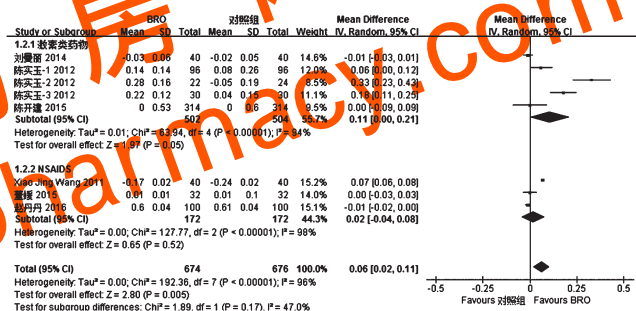 BRO 对照组 Mean Difference Mean Difference
Study or Subgroup Mean SD Total Mean SD Total Weight IV, Random, 95% CI IV, Random, 95% CI
1.2.1 激素类药物
刘曼丽 2014 -0.03 0.06 40 -0.02 0.05 40 14.6% -0.01 [-0.03, 0.01]
陈实玉-1 2012 0.14 0.14 96 0.08 0.26 96 12.0% 0.06 [0.00, 0.12]
陈实玉-2 2012 0.28 0.16 22 -0.05 0.19 24 8.3% 0.33 [0.23, 0.43]
陈实玉-3 2012 0.22 0.12 30 0.04 0.15 30 11.3% 0.18 [0.11, 0.25]
陈开建 2015 0 0.53 314 0 0.6 314 9.5% 0.00 [-0.09, 0.09]
Subtotal (95% CI) 502 504 55.7% 0.11 [0.00, 0.21]
Heterogeneity: Tau² = 0.01; Chi² = 63.94, df = 4 (P < 0.00001); I² = 94%
Test for overall effect: Z = 1.97 (P = 0.05)
1.2.2 NSAIDS
Xiao Jing Wang 2011 -0.17 0.02 40 -0.24 0.02 40 15.2% 0.07 [0.06, 0.08]
2015 0.01 0.01 32 0.01 0.1 32 13.9% 0.00 [-0.03, 0.03]
赵丹丹 2016 0.6 0.04 100 0.61 0.04 100 15.1% -0.01 [-0.02, 0.00]
Subtotal (95% CI) 172 172 44.3% 0.02 [-0.04, 0.08]
Heterogeneity: Tau² = 0.00; Chi² = 127.77, df = 2 (P < 0.00001); I² = 98%
Test for overall effect: Z = 0.65 (P = 0.52)
Total (95% CI) 674 676 100.0% 0.06 [0.02, 0.11]
Heterogeneity: Tau² = 0.00; Chi² = 192.36, df = 7 (P < 0.00001); I² = 96%
Test for overall effect: Z = 2.80 (P = 0.005)
Test for subgroup differences: Chi² = 1.89, df = 1 (P = 0.17), I² = 47.0%
-0.5 -0.25 0 0.25 0.5
Favours 对照组 Favours BRO
房
harmacy.com